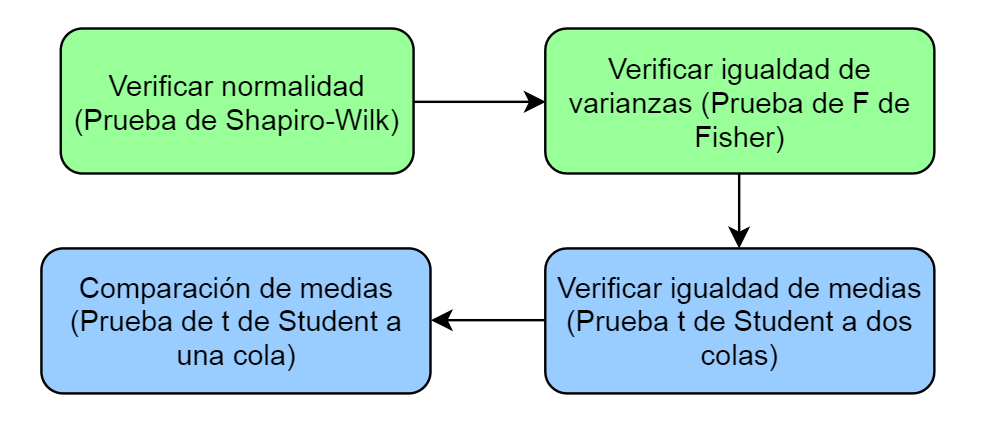 Verificar normalidad
(Prueba de Shapiro-Wilk)
Verificar igualdad de
varianzas (Prueba de F de
Fisher)
Verificar igualdad de medias
(Prueba t de Student a dos
colas)
Comparación de medias
(Prueba de t de Student a
una cola)